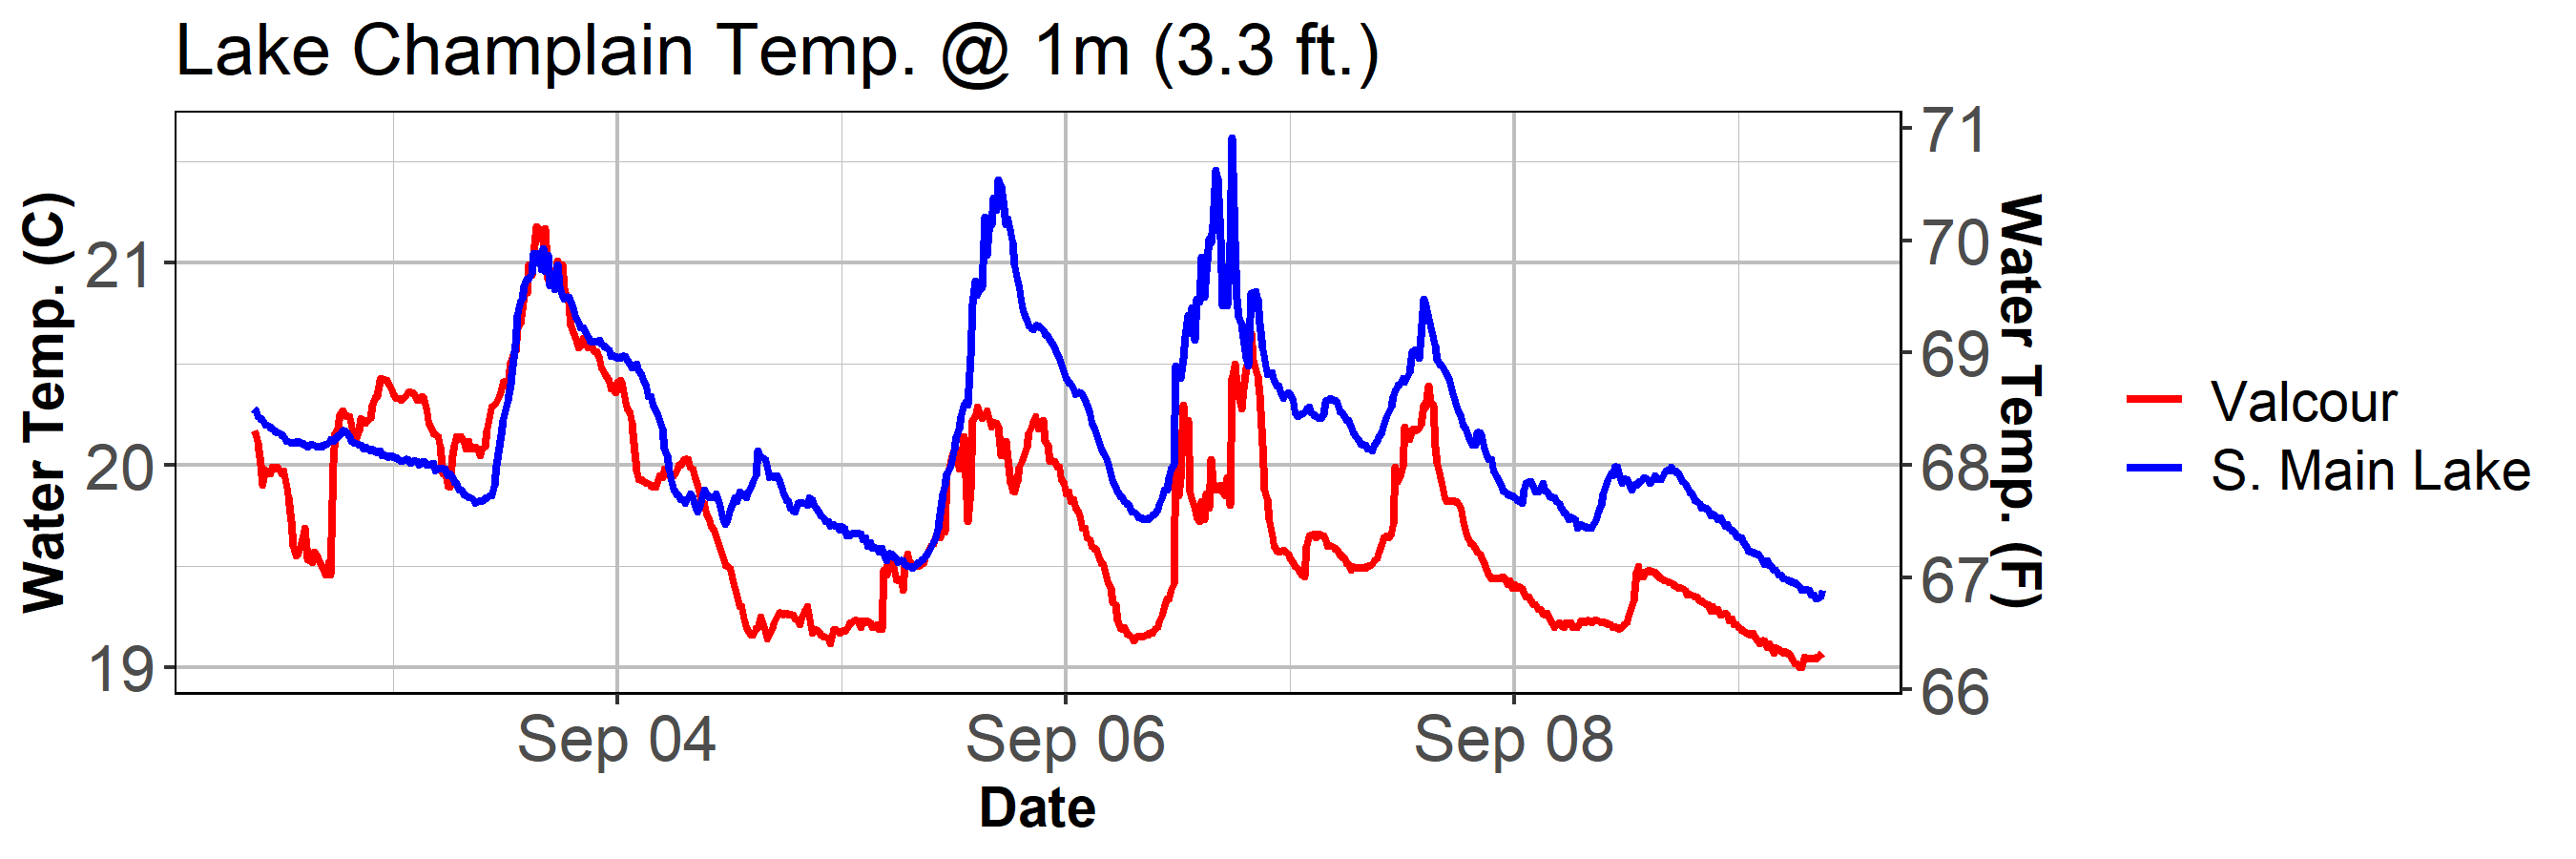 Lake Champlain Temp. @ 1m (3.3 ft.)
Water Temp. (C)
21
20
19
71
70
69
68
67
66
Water Temp. (F)
Sep 04
Sep 06
Sep 08
Date
Valcour
S. Main Lake